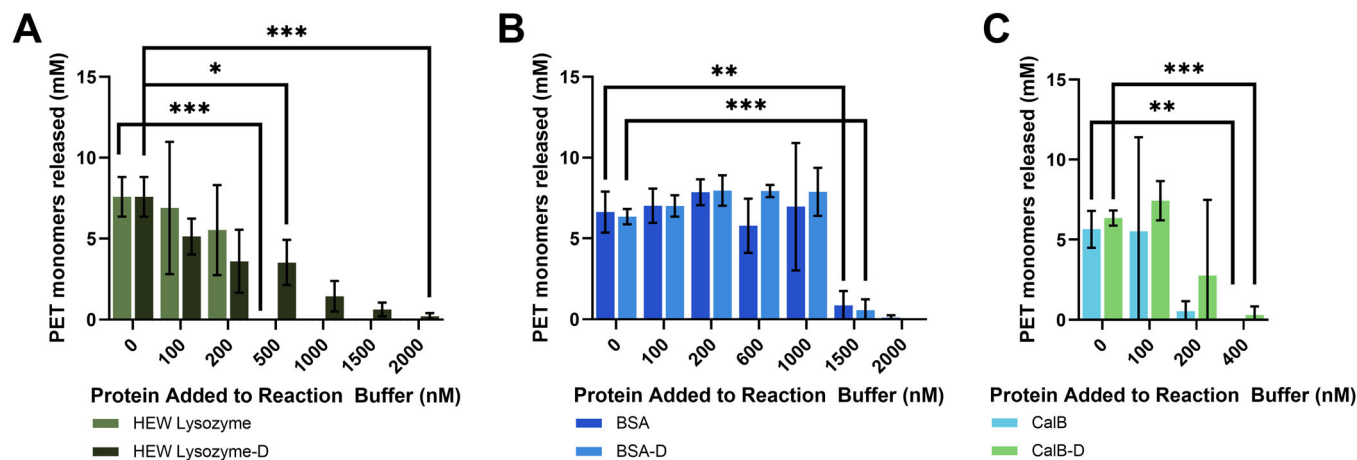 A
PET monomers released (mM)
15
10
5
0
***
*
***
0
100
200
500
1000
1500
2000
Protein Added to Reaction Buffer (nM)
HEW Lysozyme
HEW Lysozyme-D
B
PET monomers released (mM)
15
10
5
0
**
***
0
100
200
600
1000
1500
2000
Protein Added to Reaction Buffer (nM)
BSA
BSA-D
C
PET monomers released (mM)
15
10
5
0
***
**
0
100
200
400
Protein Added to Reaction Buffer (nM)
CalB
CalB-D